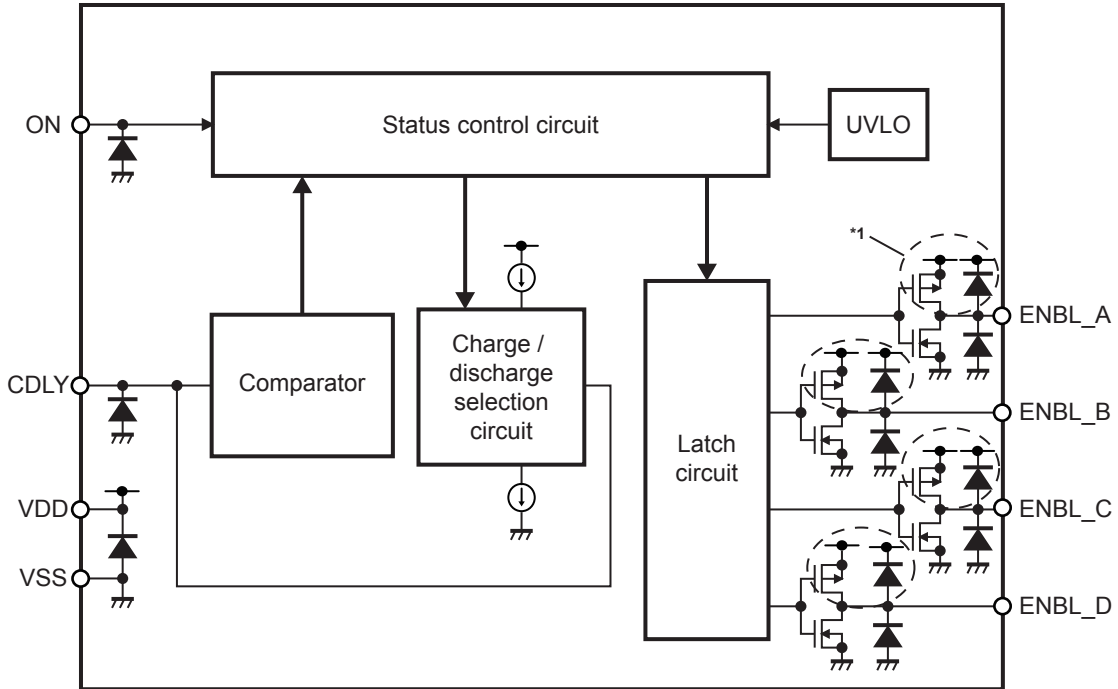 ON
Status control circuit
UVLO
*1
ENBL_A
Charge /
discharge
selection
circuit
Comparator
CDLY
ENBL_B
Latch
circuit
VDD
ENBL_C
VSS
ENBL_D